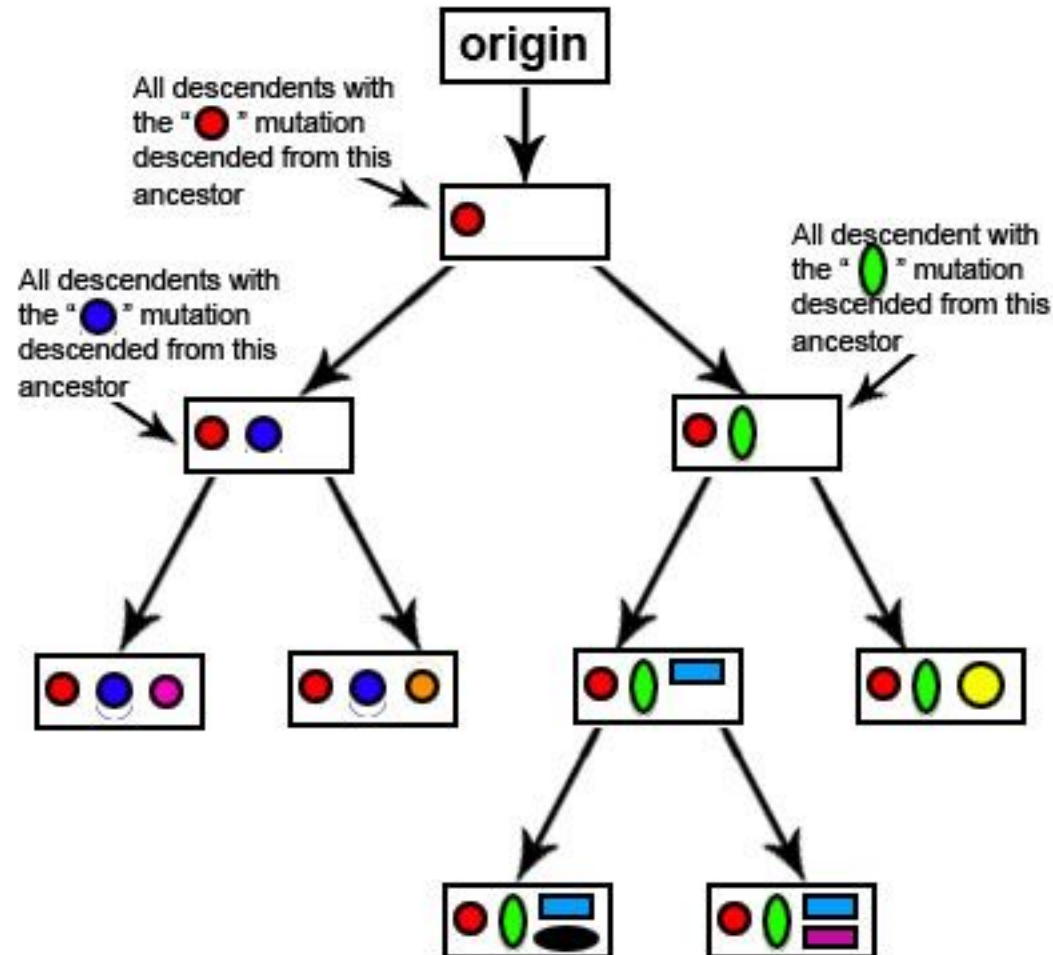 origin
All descendents with
the “ ” mutation
descended from this
ancestor
All descendent with
the “ ” mutation
descended from this
ancestor
All descendents with
the “ ” mutation
descended from this
ancestor